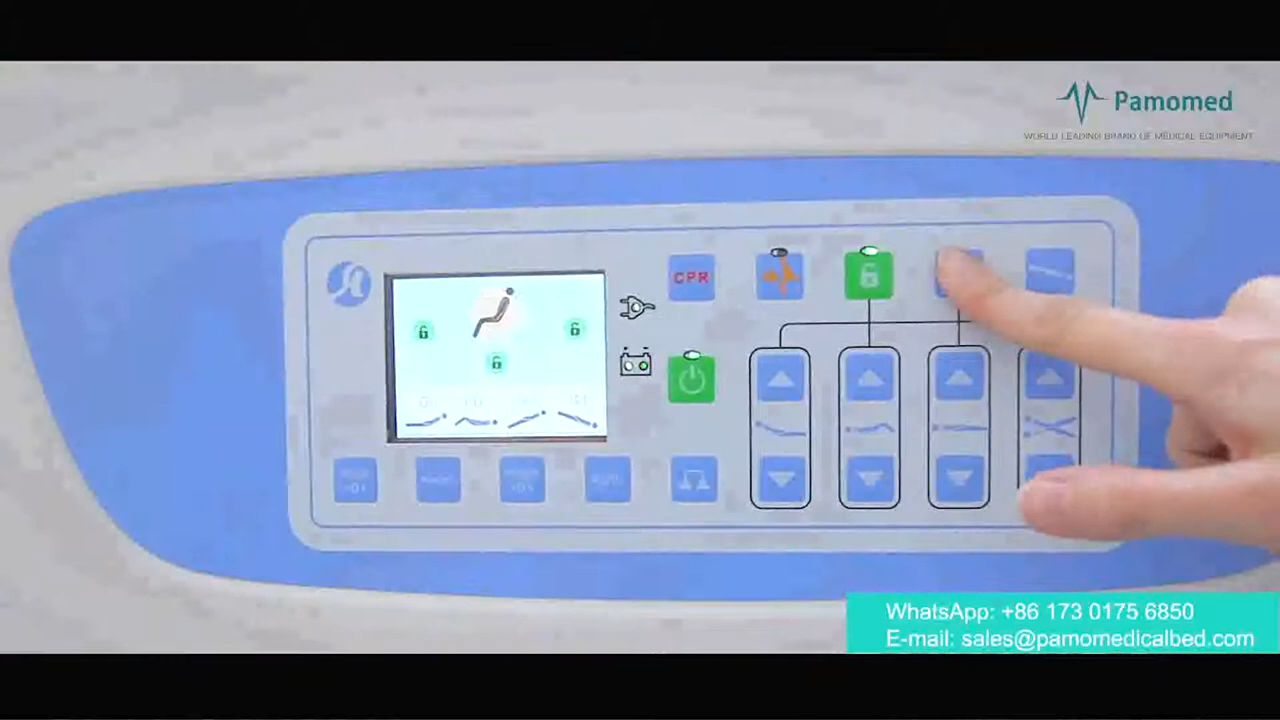 Pamomed
WORLD LEADING BRAND OF MEDICAL EQUIPMENT
CPR
WhatsApp: +86 173 0175 6850
E-mail: sales@pamomedicalbed.com